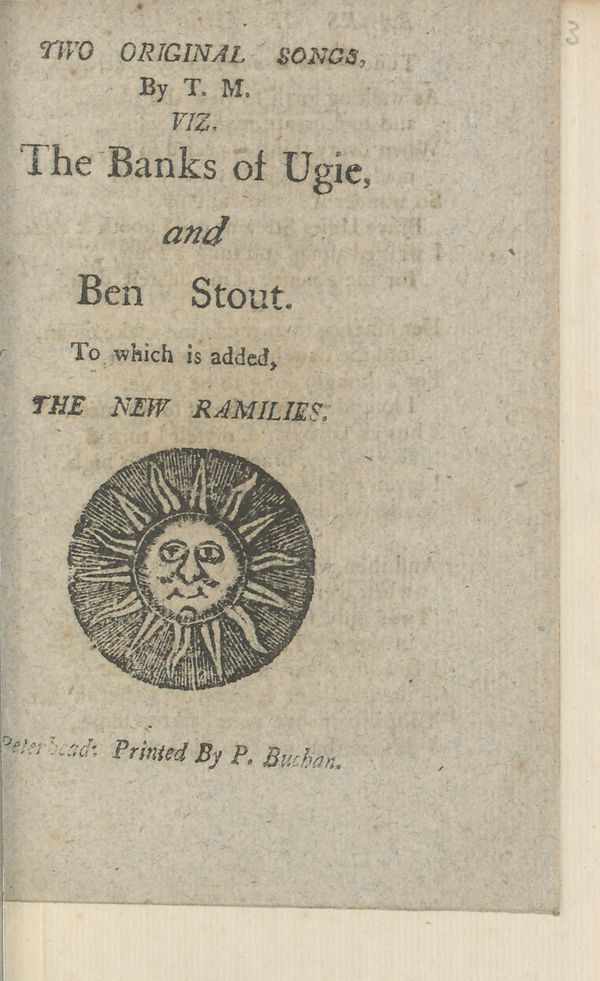 3
TWO ORIGINAL SONGS,
By T. M.
VIZ.
The Banks of Ugie,
and
Ben Stout.
To which is added,
THE NEW RAMILIES.
Peterhead: Printed By P. Buchan.